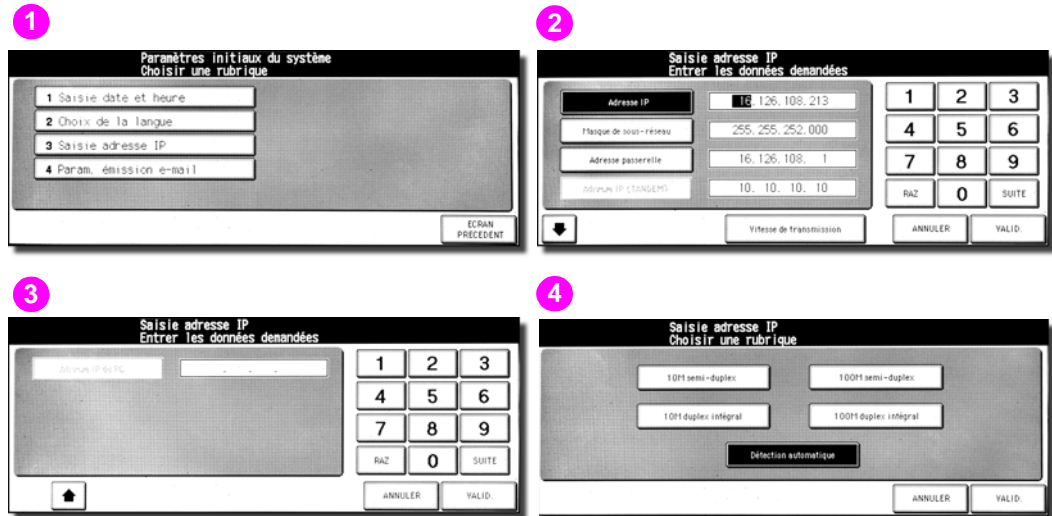 1
Paramètres initiaux du système
Choisir une rubrique
1 Saisie date et heure
2 Choix de la langue
3 Saisie adresse IP
4 Param. émission e-mail
ECRAN
PRECEDENT
2
Saisie adresse IP
Entrer les données demandées
Adresse IP 16.126.108.213
Masque de sous-réseau 255.255.252.000
Adresse passerelle 16.126.108. 1
Adresse IP (TANDEM) 10. 10. 10. 10
1 2 3
4 5 6
7 8 9
RAZ 0 SUITE
Vitesse de transmission
ANNULER VALID.
3
Saisie adresse IP
Entrer les données demandées
Adresse IP de PC . . .
1 2 3
4 5 6
7 8 9
RAZ 0 SUITE
ANNULER VALID.
4
Saisie adresse IP
Choisir une rubrique
10M semi-duplex 100M semi-duplex
10M duplex intégral 100M duplex intégral
Détection automatique
ANNULER VALID.